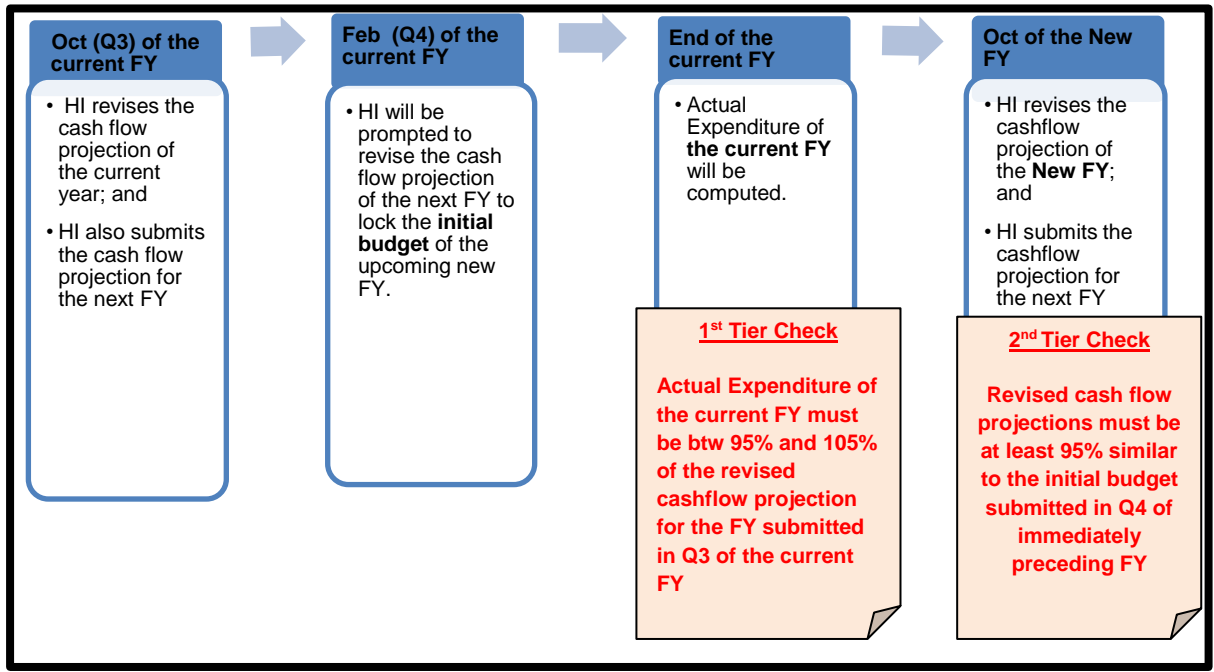 Oct (Q3) of the
current FY
• HI revises the
cash flow
projection of
the current
year; and
• HI also submits
the cash flow
projection for
the next FY
Feb (Q4) of the
current FY
• HI will be
prompted to
revise the cash
flow projection
of the next FY to
lock the initial
budget of the
upcoming new
FY.
End of the
current FY
• Actual
Expenditure of
the current FY
will be
computed.
1st Tier Check
Actual Expenditure of
the current FY must
be btw 95% and 105%
of the revised
cashflow projection
for the FY submitted
in Q3 of the current
FY
Oct of the New
FY
• HI revises the
cashflow
projection of
the New FY;
and
• HI submits the
cashflow
projection for
the next FY
2nd Tier Check
Revised cash flow
projections must be
at least 95% similar
to the initial budget
submitted in Q4 of
immediately
preceding FY